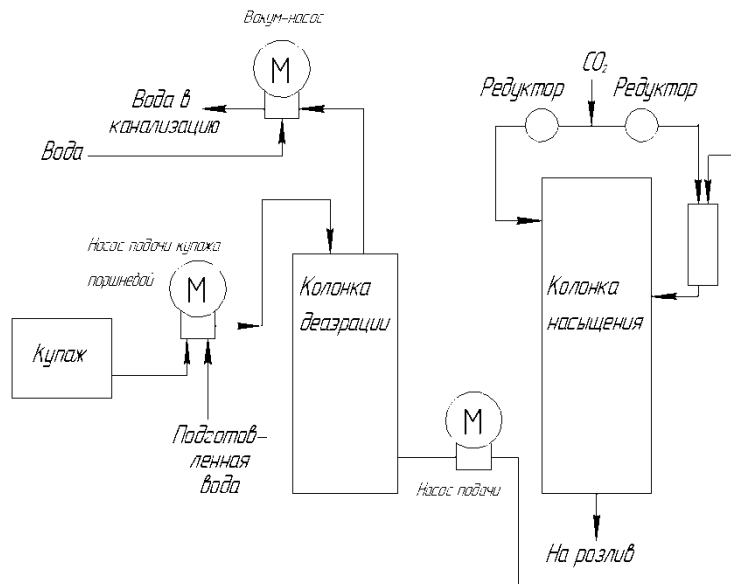 Вакум-насос
М
Вода в
канализацию
Вода
CO₂
Редуктор
Редуктор
Насос подачи купажа
поршневой
М
Купаж
Подготов-
ленная
вода
Колонка
деаэрации
М
Насос подачи
Колонка
насыщения
На розлив